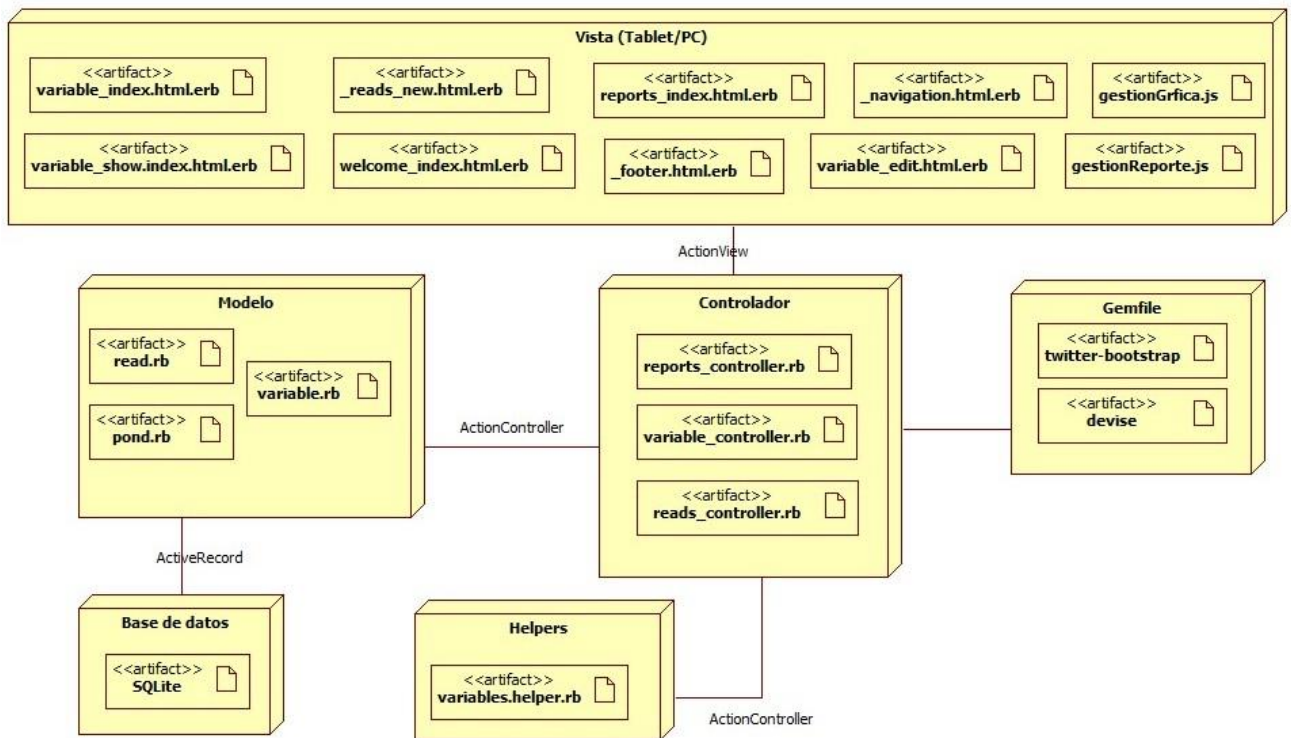 Vista (Tablet/PC)
<<artifact>>
variable_index.html.erb
<<artifact>>
_reads_new.html.erb
<<artifact>>
reports_index.html.erb
<<artifact>>
_navigation.html.erb
<<artifact>>
gestionGrfica.js
<<artifact>>
variable_show.index.html.erb
<<artifact>>
welcome_index.html.erb
<<artifact>>
_footer.html.erb
<<artifact>>
variable_edit.html.erb
<<artifact>>
gestionReporte.js
ActionView
Modelo
<<artifact>>
read.rb
<<artifact>>
variable.rb
<<artifact>>
pond.rb
ActionController
Controlador
<<artifact>>
reports_controller.rb
<<artifact>>
variable_controller.rb
<<artifact>>
reads_controller.rb
Gemfile
<<artifact>>
twitter-bootstrap
<<artifact>>
devise
ActiveRecord
Base de datos
<<artifact>>
SQLite
Helpers
<<artifact>>
variables.helper.rb
ActionController